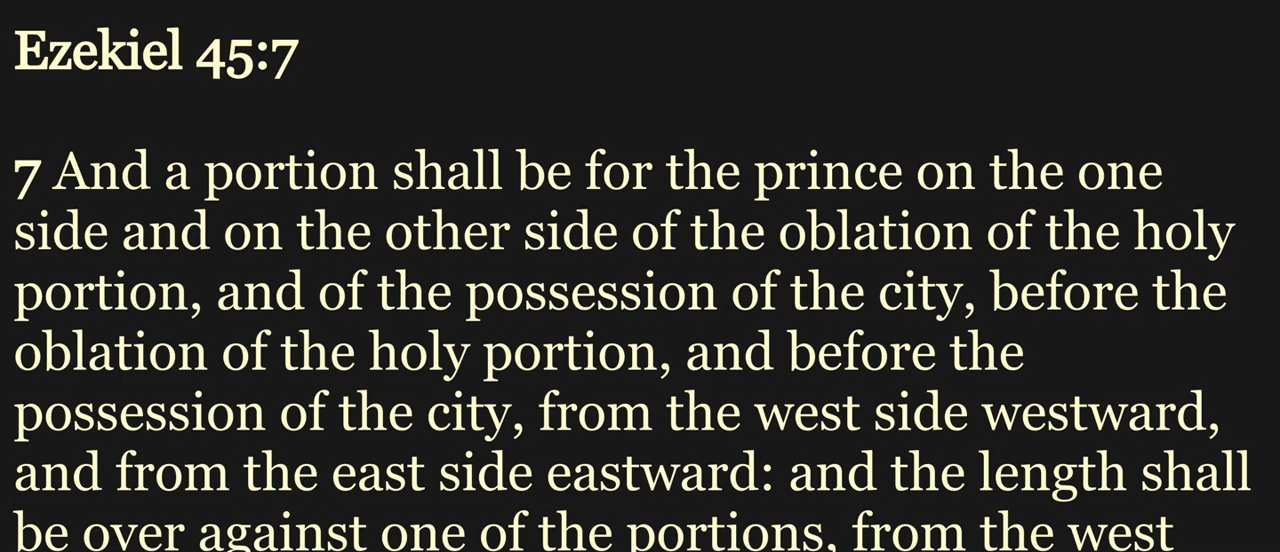 Ezekiel 45:7
7 And a portion shall be for the prince on the one
side and on the other side of the oblation of the holy
portion, and of the possession of the city, before the
oblation of the holy portion, and before the
possession of the city, from the west side westward,
and from the east side eastward: and the length shall
be over against one of the portions, from the west